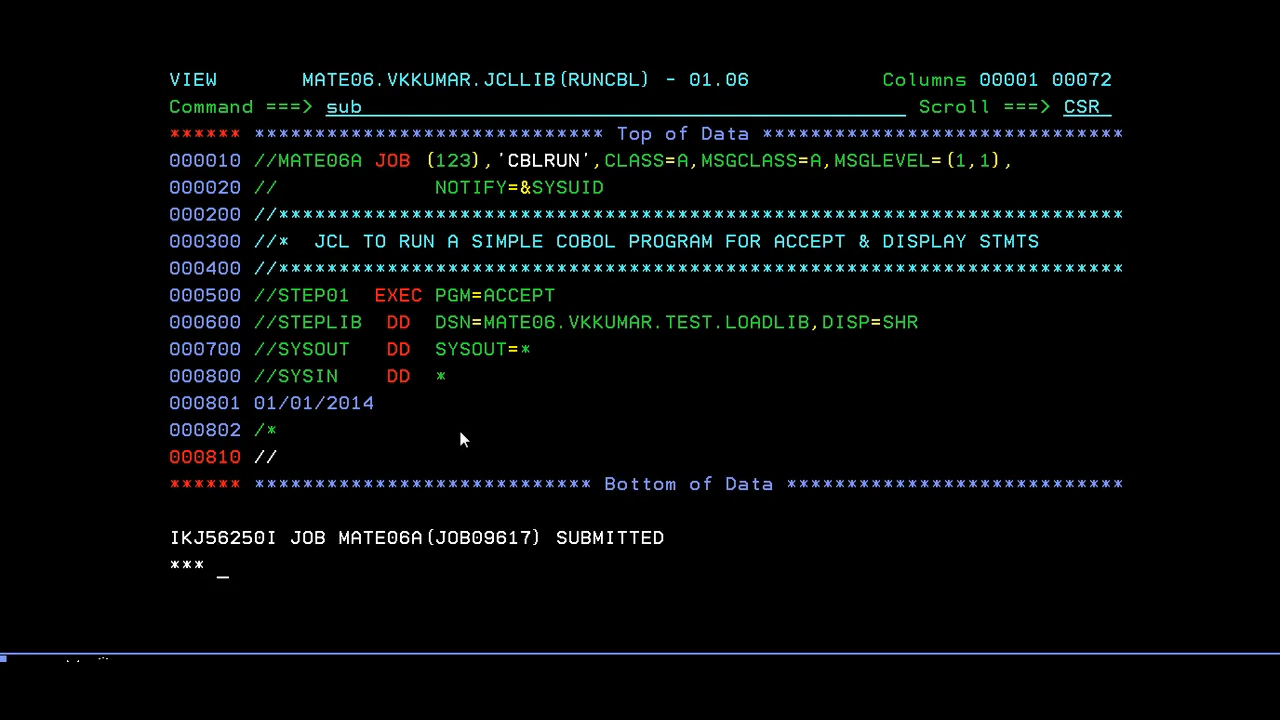 VIEW       MATE06.VKKUMAR.JCLLIB(RUNCBL) - 01.06           Columns 00001 00072
Command ===> sub                                              Scroll ===> CSR
****** **************************** Top of Data ******************************
000010 //MATE06A JOB (123),'CBLRUN',CLASS=A,MSGCLASS=A,MSGLEVEL=(1,1),
000020 //             NOTIFY=&SYSUID
000200 //**********************************************************************
000300 //*  JCL TO RUN A SIMPLE COBOL PROGRAM FOR ACCEPT & DISPLAY STMTS
000400 //**********************************************************************
000500 //STEP01  EXEC PGM=ACCEPT
000600 //STEPLIB  DD  DSN=MATE06.VKKUMAR.TEST.LOADLIB,DISP=SHR
000700 //SYSOUT   DD  SYSOUT=*
000800 //SYSIN    DD  *
000801 01/01/2014
000802 /*
000810 //
****** **************************** Bottom of Data ****************************
IKJ56250I JOB MATE06A(JOB09617) SUBMITTED
*** _